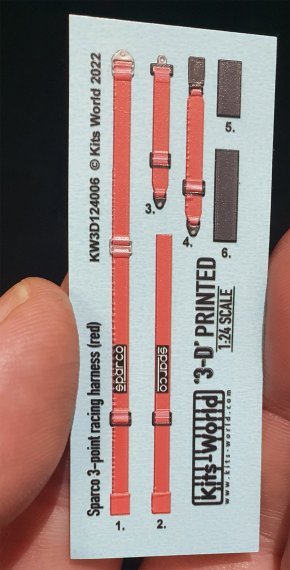 Sparco 3-point racing harness (red)
KW3D124006 © Kits World 2022
sparco
sparco
1.
2.
3.
4.
5.
6.
Kits-World
www.kits-world.com
'3-D' PRINTED
1:24 SCALE